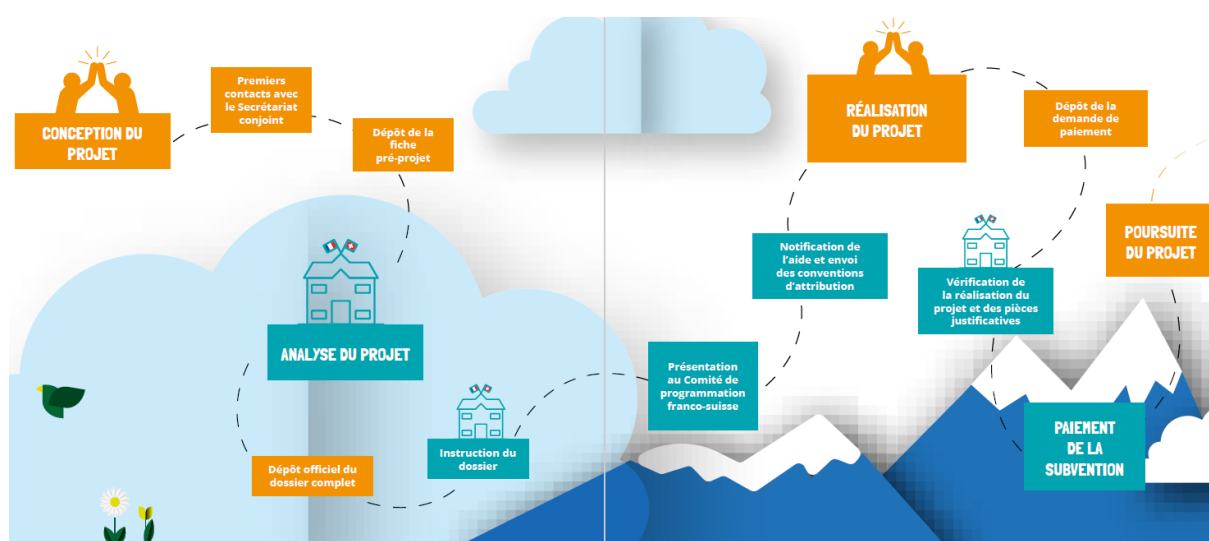 CONCEPTION DU
PROJET
Premiers
contacts avec
le Secrétariat
conjoint
Dépôt de la
fiche
pré-projet
ANALYSE DU PROJET
Dépôt officiel du
dossier complet
Instruction du
dossier
Présentation
au Comité de
programmation
franco-suisse
Notification de
l'aide et envoi
des conventions
d'attribution
RÉALISATION
DU PROJET
Dépôt de la
demande de
paiement
Vérification de
la réalisation du
projet et des pièces
justificatives
PAIEMENT
DE LA
SUBVENTION
POURSUITE
DU PROJET